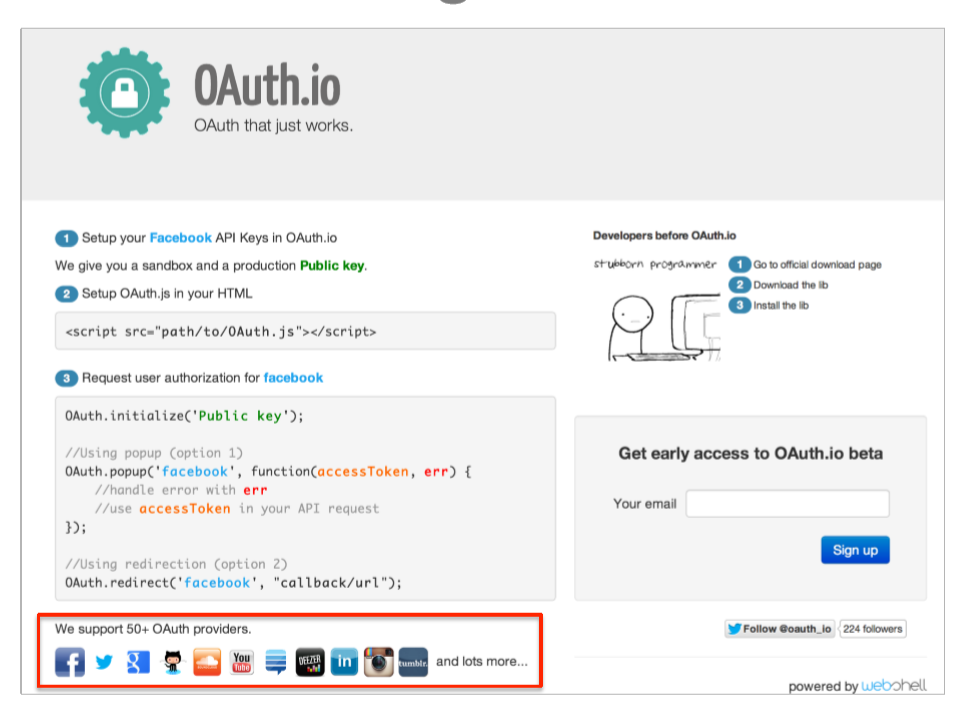 OAuth.io
OAuth that just works.
1 Setup your Facebook API Keys in OAuth.io
We give you a sandbox and a production Public key.
2 Setup OAuth.js in your HTML
<script src="path/to/OAuth.js"></script>
3 Request user authorization for facebook
OAuth.initialize('Public key');
//Using popup (option 1)
OAuth.popup('facebook', function(accessToken, err) {
//handle error with err
//use accessToken in your API request
});
//Using redirection (option 2)
OAuth.redirect('facebook', "callback/url");
We support 50+ OAuth providers.
f g You Tube DEEZER in tumblr. and lots more...
Developers before OAuth.io
stubborn programmer
1 Go to official download page
2 Download the lib
3 Install the lib
Get early access to OAuth.io beta
Your email
Sign up
Follow @oauth_io 224 followers
powered by webshell